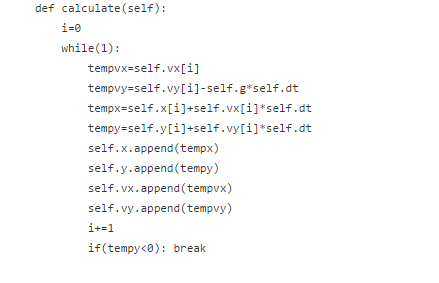 def calculate(self):
    i=0
    while(1):
        tempvx=self.vx[i]
        tempvy=self.vy[i]-self.g*self.dt
        tempx=self.x[i]+self.vx[i]*self.dt
        tempy=self.y[i]+self.vy[i]*self.dt
        self.x.append(tempx)
        self.y.append(tempy)
        self.vx.append(tempvx)
        self.vy.append(tempvy)
        i+=1
        if(tempy<0): break